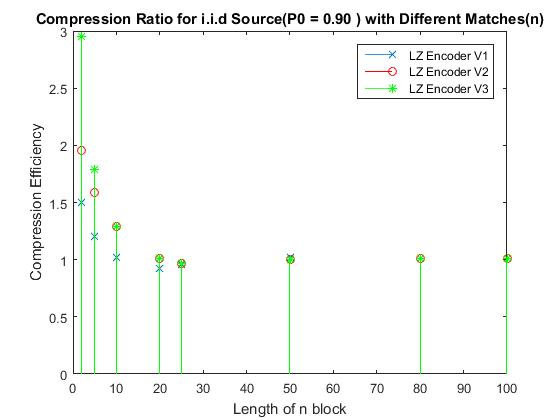 Compression Ratio for i.i.d Source(P0 = 0.90 ) with Different Matches(n)
LZ Encoder V1
LZ Encoder V2
LZ Encoder V3
Compression Efficiency
3
2.5
2
1.5
1
0.5
0
0 10 20 30 40 50 60 70 80 90 100
Length of n block